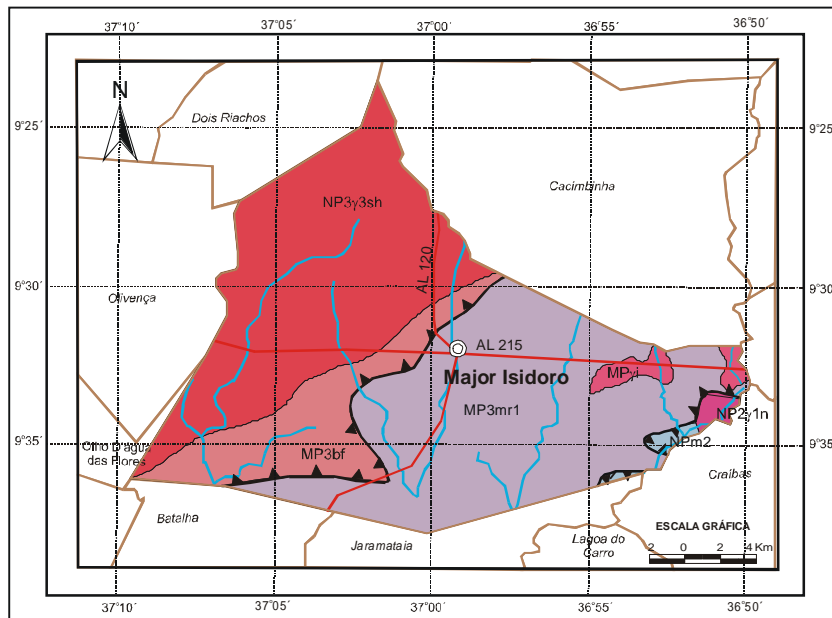 37°10´ 37°05´ 37°00´ 36°55´ 36°50´
N
Dois Riachos
9°25´ 9°25´
Cacimbinha
NP3γ3sh
AL 120
9°30´ 9°30´
Olivença
AL 215
Major Isidoro
MPγi
MP3mr1
NP2γ1n
NPm2
9°35´ 9°35´
MP3bf
Olho D'água
das Flores
Craíbas
Batalha
ESCALA GRÁFICA
Jaramataia
Lagoa do
Carro
2 0 2 4 Km
37°10´ 37°05´ 37°00´ 36°55´ 36°50´